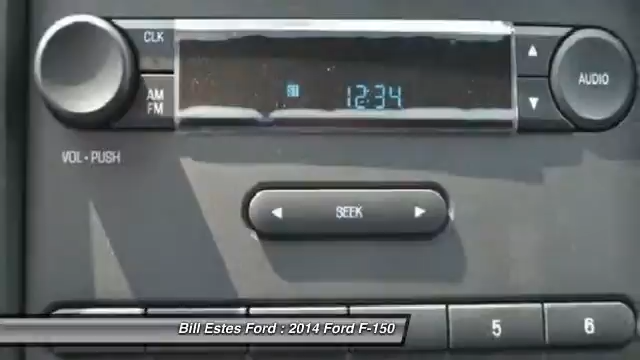 CLK
AUDIO
AM
FM
12:34
VOL • PUSH
SEEK
5 6
Bill Estes Ford : 2014 Ford F-150